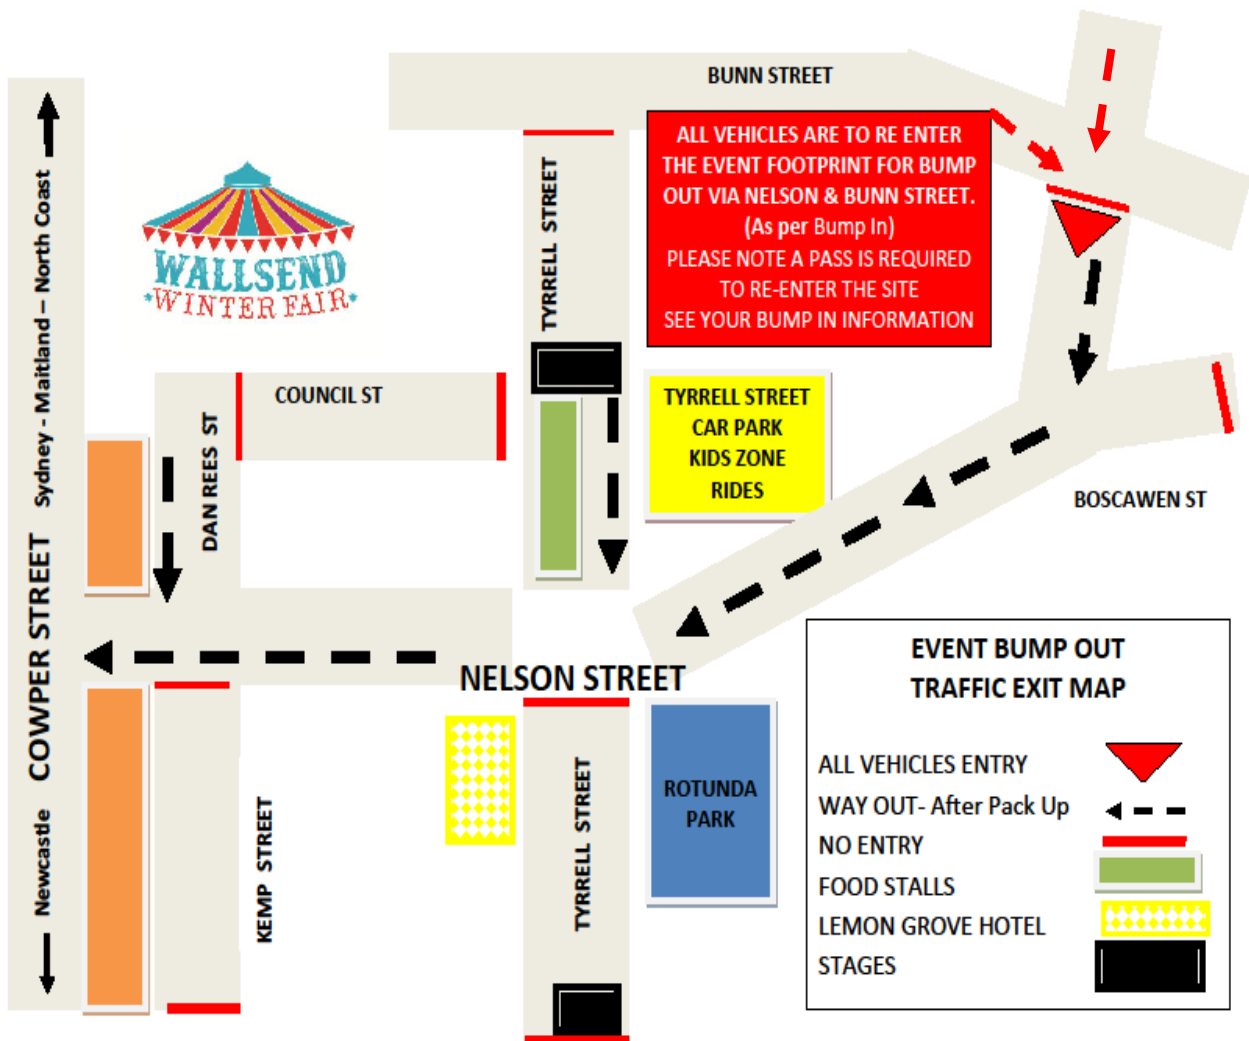 BUNN STREET
ALL VEHICLES ARE TO RE ENTER
THE EVENT FOOTPRINT FOR BUMP
OUT VIA NELSON & BUNN STREET.
(As per Bump In)
PLEASE NOTE A PASS IS REQUIRED
TO RE-ENTER THE SITE
SEE YOUR BUMP IN INFORMATION
TYRRELL STREET
WALLSEND
*WINTER FAIR*
COWPER STREET Sydney - Maitland – North Coast
Newcastle
COUNCIL ST
DAN REES ST
TYRRELL STREET
CAR PARK
KIDS ZONE
RIDES
BOSCAWEN ST
NELSON STREET
KEMP STREET
TYRRELL STREET
ROTUNDA
PARK
EVENT BUMP OUT
TRAFFIC EXIT MAP
ALL VEHICLES ENTRY
WAY OUT- After Pack Up
NO ENTRY
FOOD STALLS
LEMON GROVE HOTEL
STAGES